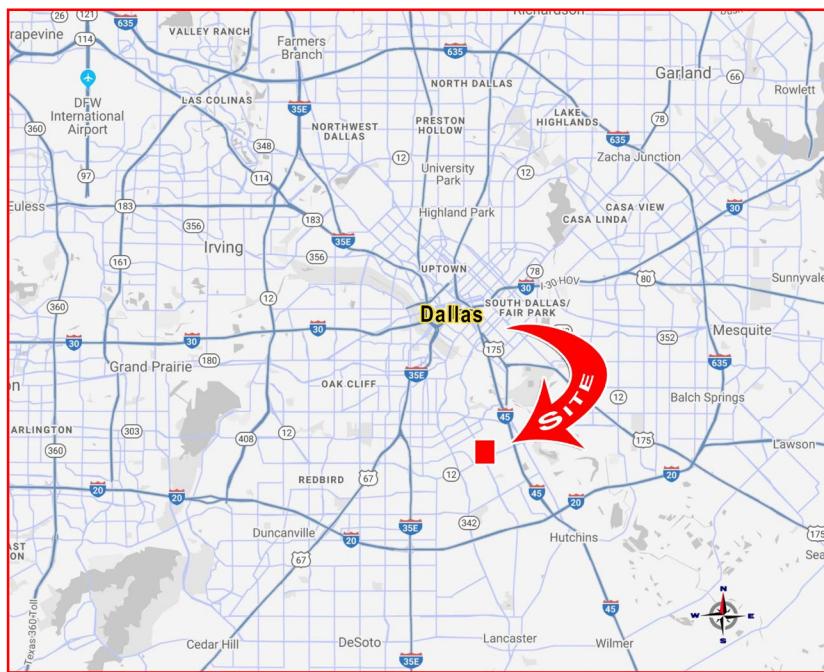 Richardson
26
121
635
Grapevine
114
VALLEY RANCH
Farmers
Branch
635
Garland
66
Rowlett
DFW
International
Airport
LAS COLINAS
35E
NORTH DALLAS
PRESTON
HOLLOW
LAKE
HIGHLANDS
78
635
360
NORTHWEST
DALLAS
348
12
Zacha Junction
97
114
University
Park
12
Euless
183
356
183
Highland Park
CASA VIEW
CASA LINDA
30
Irving
356
35E
161
UPTOWN
78
I-30 HOV
80
Sunnyvale
12
30
360
Dallas
SOUTH DALLAS/
FAIR PARK
30
30
30
175
352
Mesquite
Grand Prairie
180
35E
635
OAK CLIFF
SITE
12
Balch Springs
ARLINGTON
303
408
12
45
175
Lawson
360
20
20
REDBIRD
67
12
45
20
20
342
35E
Duncanville
20
Hutchins
175
67
N
W
E
S
45
Texas 360 Toll
Cedar Hill
DeSoto
Lancaster
Wilmer
35E